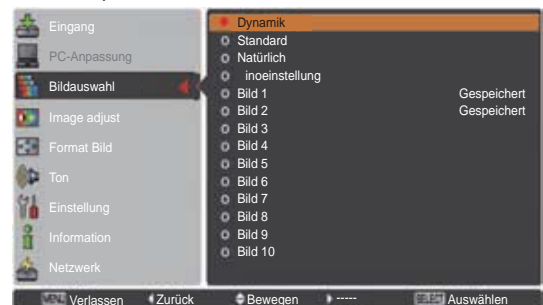 Eingang
PC-Anpassung
Bildauswahl
Image adjust
Format Bild
Ton
Einstellung
Information
Netzwerk
Dynamik
Standard
Natürlich
inoeinstellung
Bild 1 Gespeichert
Bild 2 Gespeichert
Bild 3
Bild 4
Bild 5
Bild 6
Bild 7
Bild 8
Bild 9
Bild 10
MENU Verlassen Zurück Bewegen ----- SELECT Auswählen